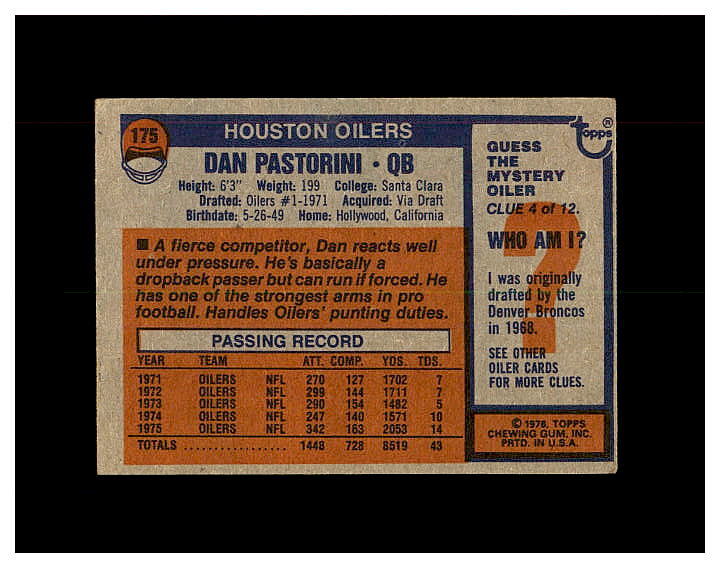 175
HOUSTON OILERS
DAN PASTORINI • QB
Height: 6'3" Weight: 199 College: Santa Clara
Drafted: Oilers #1-1971 Acquired: Via Draft
Birthdate: 5-26-49 Home: Hollywood, California
■ A fierce competitor, Dan reacts well
under pressure. He's basically a
dropback passer but can run if forced. He
has one of the strongest arms in pro
football. Handles Oilers' punting duties.
PASSING RECORD
YEAR TEAM ATT. COMP. YDS. TDS.
1971 OILERS NFL 270 127 1702 7
1972 OILERS NFL 299 144 1711 7
1973 OILERS NFL 290 154 1482 5
1974 OILERS NFL 247 140 1571 10
1975 OILERS NFL 342 163 2053 14
TOTALS .................... 1448 728 8519 43
topps®
GUESS
THE
MYSTERY
OILER
CLUE 4 of 12.
?
WHO AM I?
I was originally
drafted by the
Denver Broncos
in 1968.
SEE OTHER
OILER CARDS
FOR MORE CLUES.
© 1976, TOPPS
CHEWING GUM, INC.
PRTD. IN U.S.A.